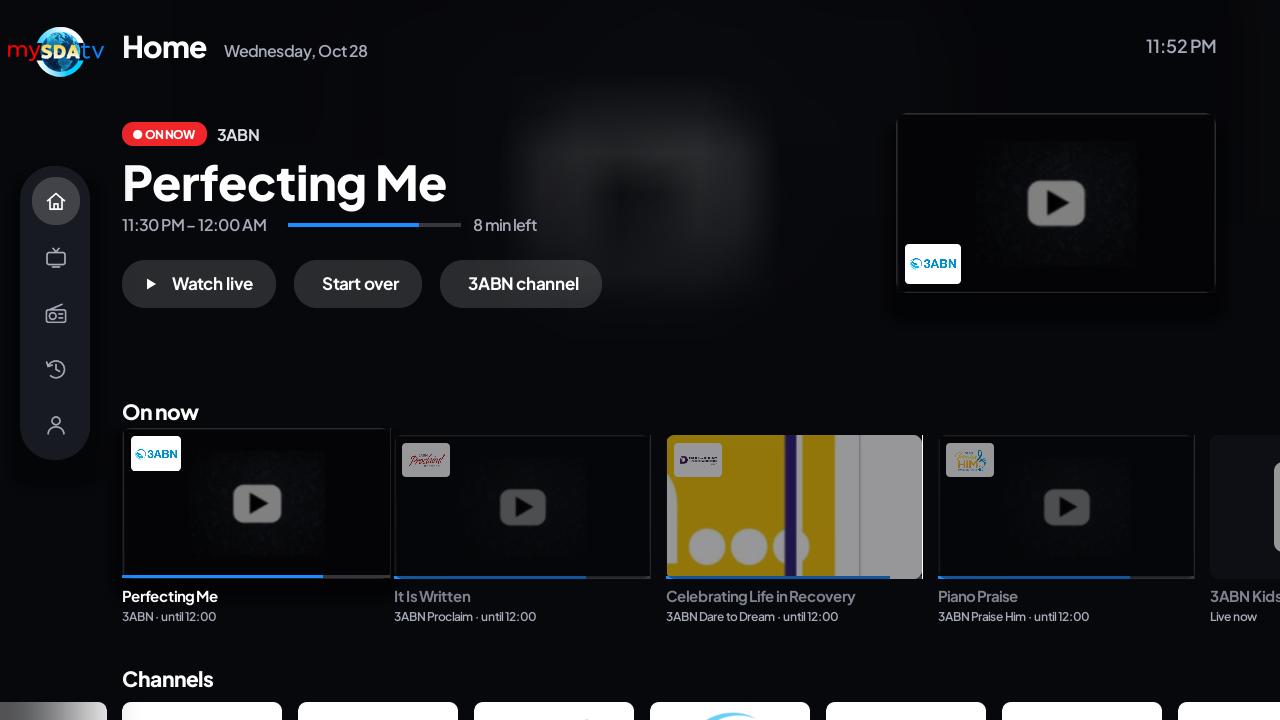 mySDAtv
Home
Wednesday, Oct 28
11:52 PM
ON NOW
3ABN
Perfecting Me
11:30 PM – 12:00 AM
8 min left
Watch live
Start over
3ABN channel
3ABN
On now
3ABN
Proclaim
HIM
Perfecting Me
3ABN · until 12:00
It Is Written
3ABN Proclaim · until 12:00
Celebrating Life in Recovery
3ABN Dare to Dream · until 12:00
Piano Praise
3ABN Praise Him · until 12:00
3ABN Kids
Live now
Channels